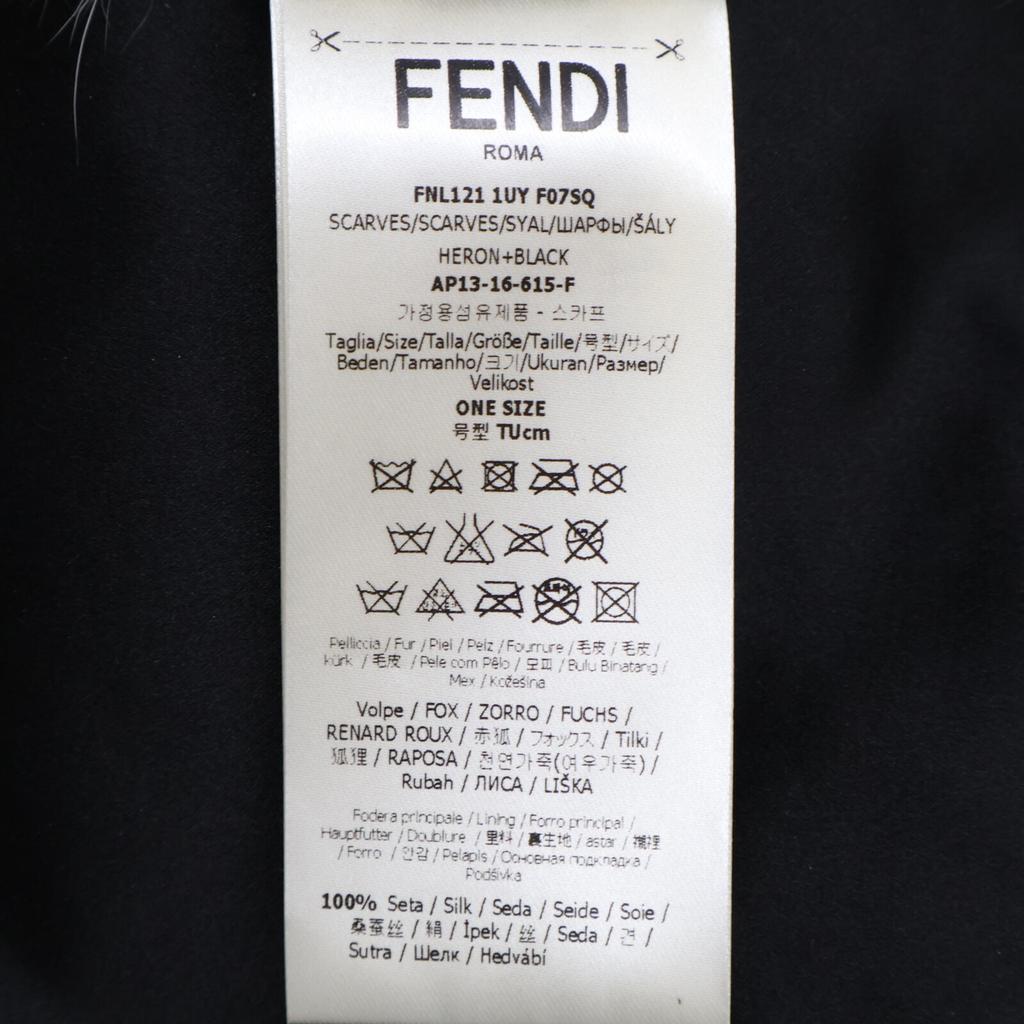 FENDI
ROMA
FNL121 1UY F07SQ
SCARVES/SCARVES/SYAL/ШАРФЫ/ŠÁLY
HERON+BLACK
AP13-16-615-F
가정용섬유제품 - 스카프
Taglia/Size/Talla/Größe/Taille/号型/サイズ/
Beden/Tamanho/크기/Ukuran/Размер/
Velikost
ONE SIZE
号型 TUcm
Pelliccia / Fur / Piel / Pelz / Fourrure / 毛皮 / 毛皮 /
kürk / 毛皮 / Pele com Pêlo / 모피 / Bulu Binatang /
Mex / Kožešina
Volpe / FOX / ZORRO / FUCHS /
RENARD ROUX / 赤狐 / フォックス / Tilki /
狐狸 / RAPOSA / 천연가죽(여우가죽) /
Rubah / ЛИСА / LIŠKA
Fodera principale / Lining / Forro principal /
Hauptfutter / Doublure / 里料 / 裏生地 / astar / 襯裡
/ Forro / 안감 / Pelapis / Основная подкладка /
Podšívka
100% Seta / Silk / Seda / Seide / Soie /
桑蚕丝 / 絹 / İpek / 丝 / Seda / 견 /
Sutra / Шелк / Hedvábí